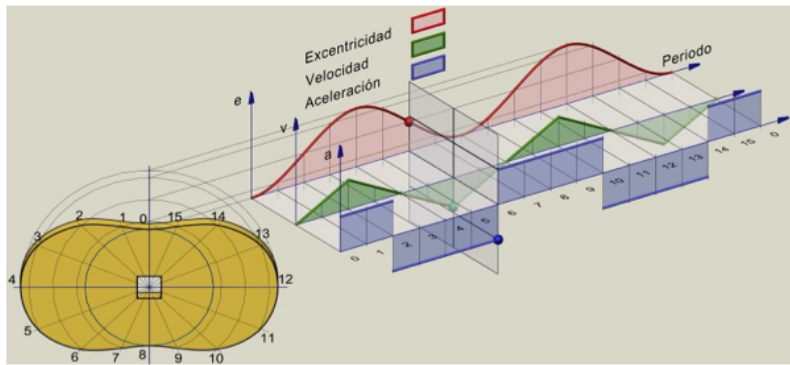 Excentricidad
Velocidad
Aceleración
Periodo
e
v
a
0 1 2 3 4 5 6 7 8 9 10 11 12 13 14 15 0
2 1 0 15 14
3 13
4 12
5 11
6 7 8 9 10